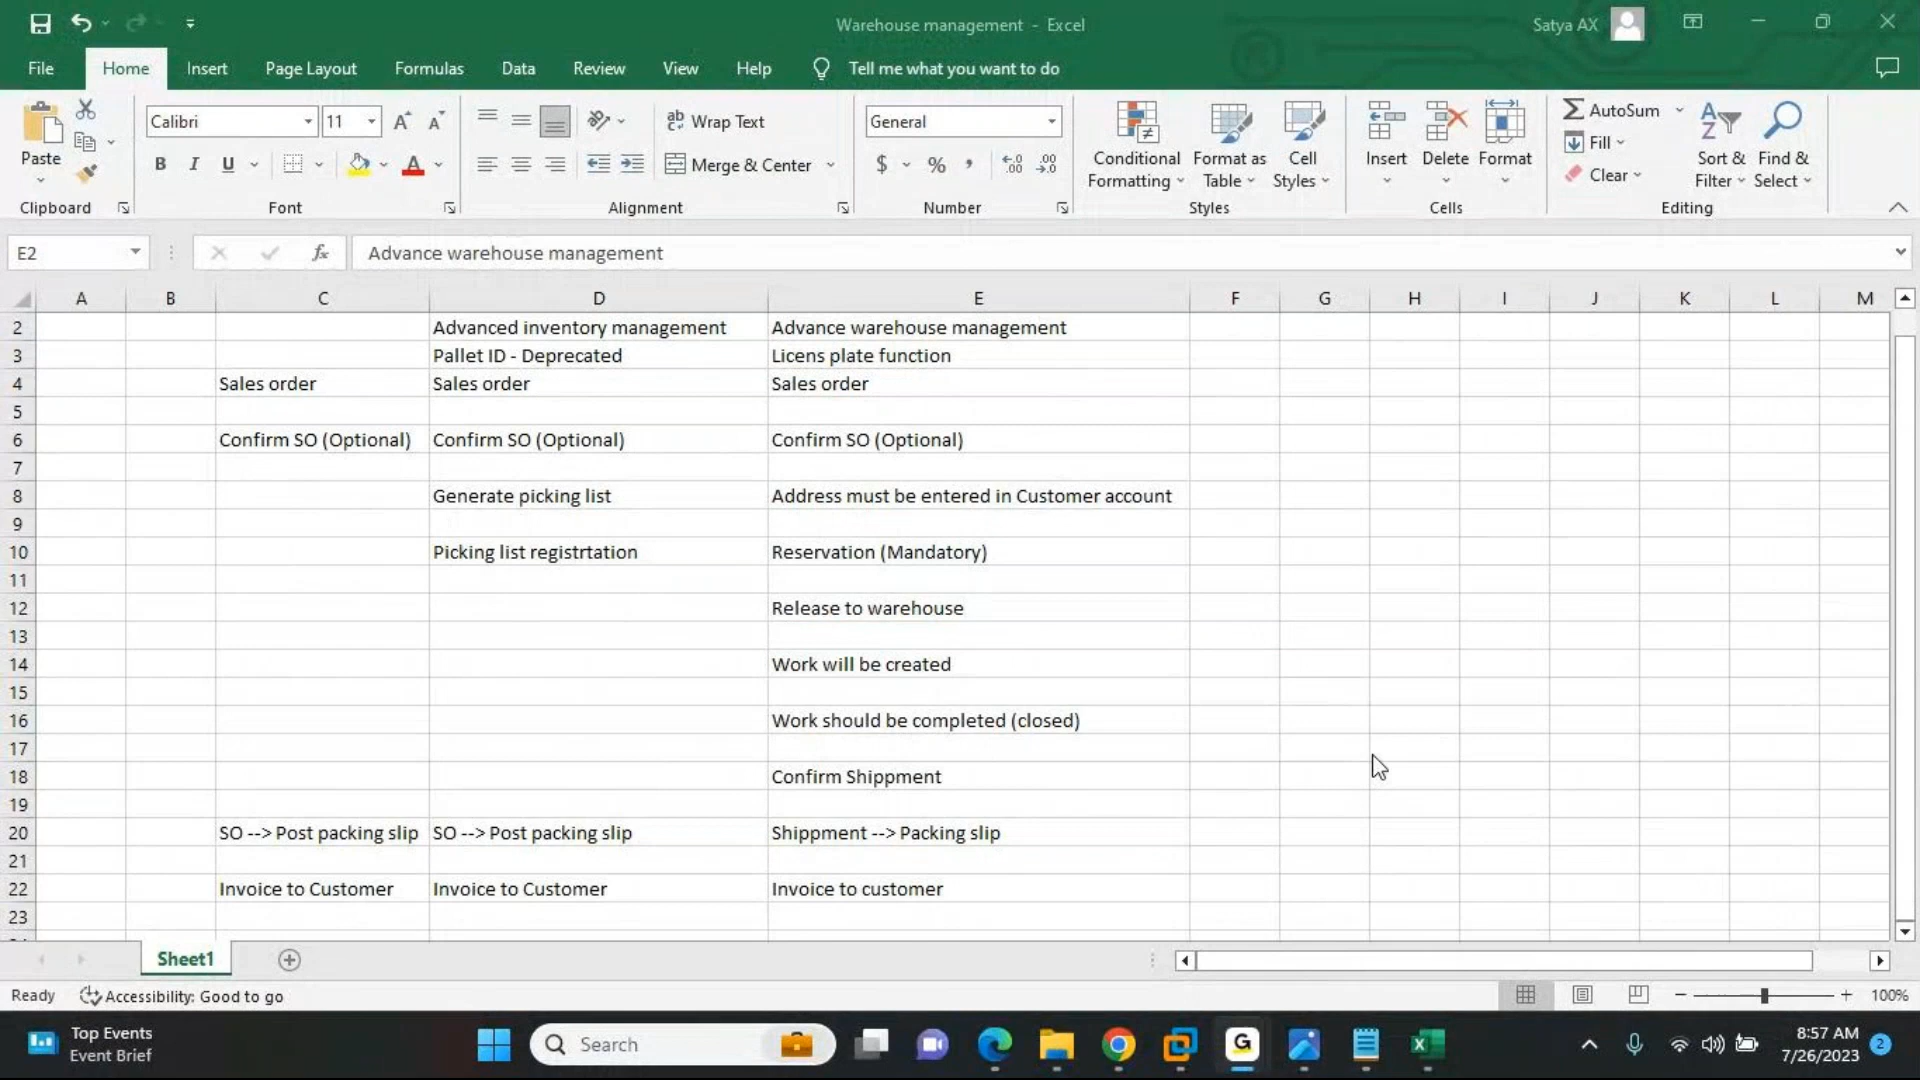 Warehouse management - Excel
Satya AX
File Home Insert Page Layout Formulas Data Review View Help Tell me what you want to do
Paste
Clipboard
Calibri 11
B I U
Font
Wrap Text
Merge & Center
Alignment
General
$ % ,
Number
Conditional Formatting
Format as Table
Cell Styles
Styles
Insert Delete Format
Cells
AutoSum
Fill
Clear
Sort & Filter
Find & Select
Editing
E2 fx Advance warehouse management
A B C D E F G H I J K L M
2 Advanced inventory management Advance warehouse management
3 Pallet ID - Deprecated Licens plate function
4 Sales order Sales order Sales order
5
6 Confirm SO (Optional) Confirm SO (Optional) Confirm SO (Optional)
7
8 Generate picking list Address must be entered in Customer account
9
10 Picking list registrtation Reservation (Mandatory)
11
12 Release to warehouse
13
14 Work will be created
15
16 Work should be completed (closed)
17
18 Confirm Shippment
19
20 SO --> Post packing slip SO --> Post packing slip Shippment --> Packing slip
21
22 Invoice to Customer Invoice to Customer Invoice to customer
23
Sheet1
Ready Accessibility: Good to go 100%
Top Events
Event Brief
Search
8:57 AM
7/26/2023
2